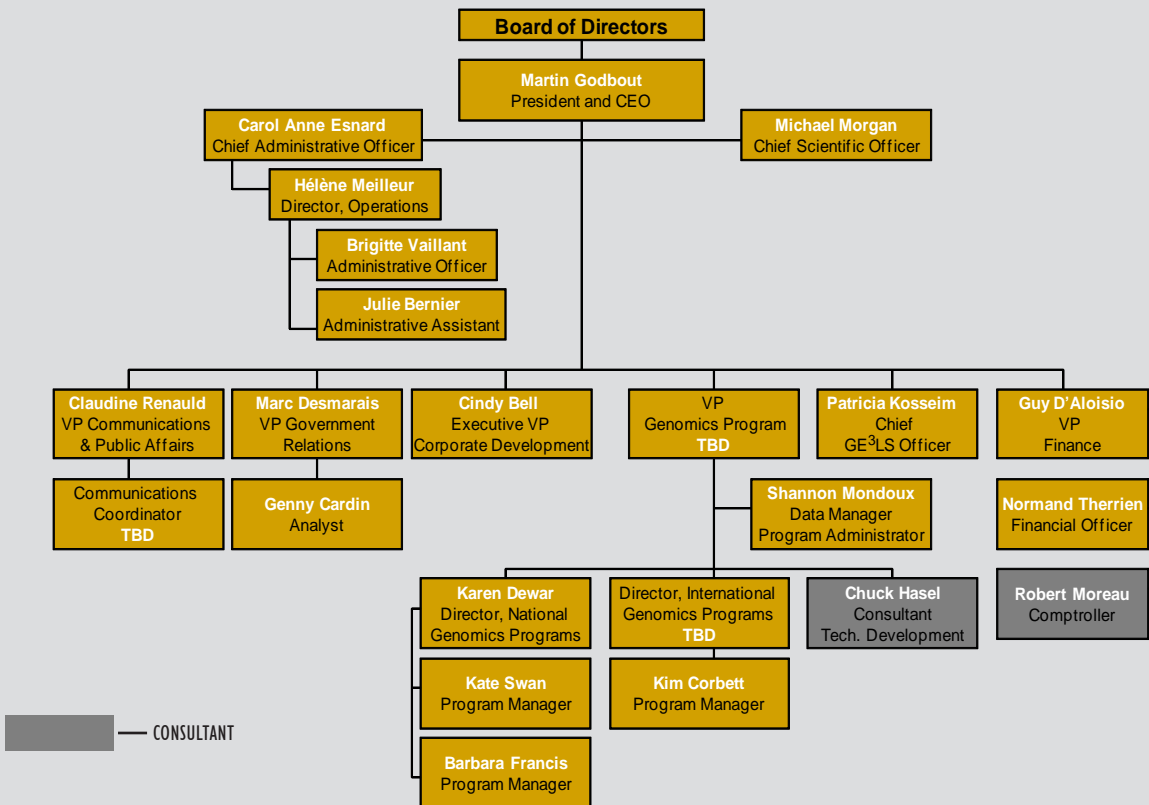 Board of Directors
Martin Godbout
President and CEO
Carol Anne Esnard
Chief Administrative Officer
Michael Morgan
Chief Scientific Officer
Hélène Meilleur
Director, Operations
Brigitte Vaillant
Administrative Officer
Julie Bernier
Administrative Assistant
Claudine Renauld
VP Communications
& Public Affairs
Marc Desmarais
VP Government
Relations
Cindy Bell
Executive VP
Corporate Development
VP
Genomics Program
TBD
Patricia Kosseim
Chief
GE³LS Officer
Guy D'Aloisio
VP
Finance
Communications
Coordinator
TBD
Genny Cardin
Analyst
Shannon Mondoux
Data Manager
Program Administrator
Normand Therrien
Financial Officer
Karen Dewar
Director, National
Genomics Programs
Director, International
Genomics Programs
TBD
Chuck Hasel
Consultant
Tech. Development
Robert Moreau
Comptroller
Kate Swan
Program Manager
Kim Corbett
Program Manager
Barbara Francis
Program Manager
— CONSULTANT